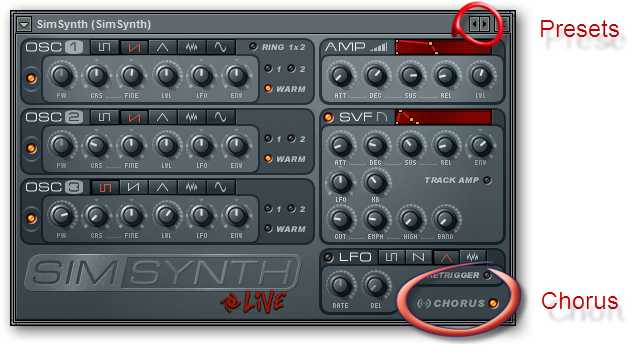 SimSynth (SimSynth)
Presets
OSC 1
RING 1x2
PW CRS FINE LVL LFO ENV
1 2
WARM
AMP
ATT DEC SUS REL LVL
OSC 2
PW CRS FINE LVL LFO ENV
1 2
WARM
SVF
ATT DEC SUS REL ENV
LFO KB
TRACK AMP
CUT EMPH HIGH BAND
OSC 3
PW CRS FINE LVL LFO ENV
1 2
WARM
LFO
RETRIGGER
RATE DEL
CHORUS
Chorus
SIMSYNTH
LIVE